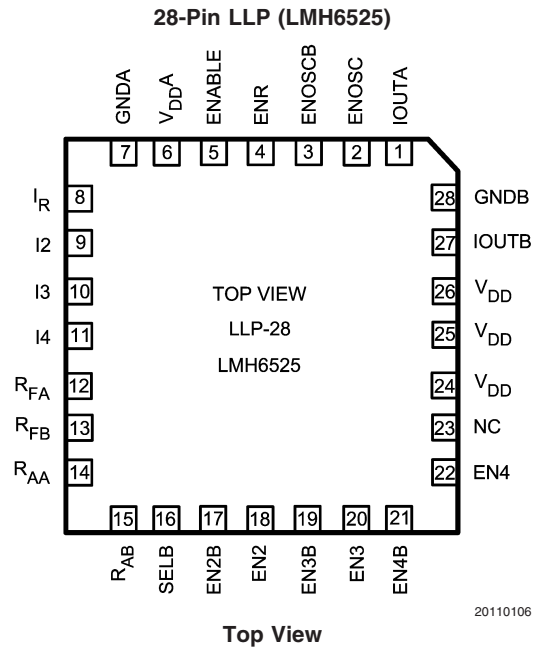 28-Pin LLP (LMH6525)
GNDA
VDDA
ENABLE
ENR
ENOSCB
ENOSC
IOUTA
7 6 5 4 3 2 1
IR 8
I2 9
I3 10
I4 11
RFA 12
RFB 13
RAA 14
TOP VIEW
LLP-28
LMH6525
28 GNDB
27 IOUTB
26 VDD
25 VDD
24 VDD
23 NC
22 EN4
15 16 17 18 19 20 21
RAB
SELB
EN2B
EN2
EN3B
EN3
EN4B
20110106
Top View